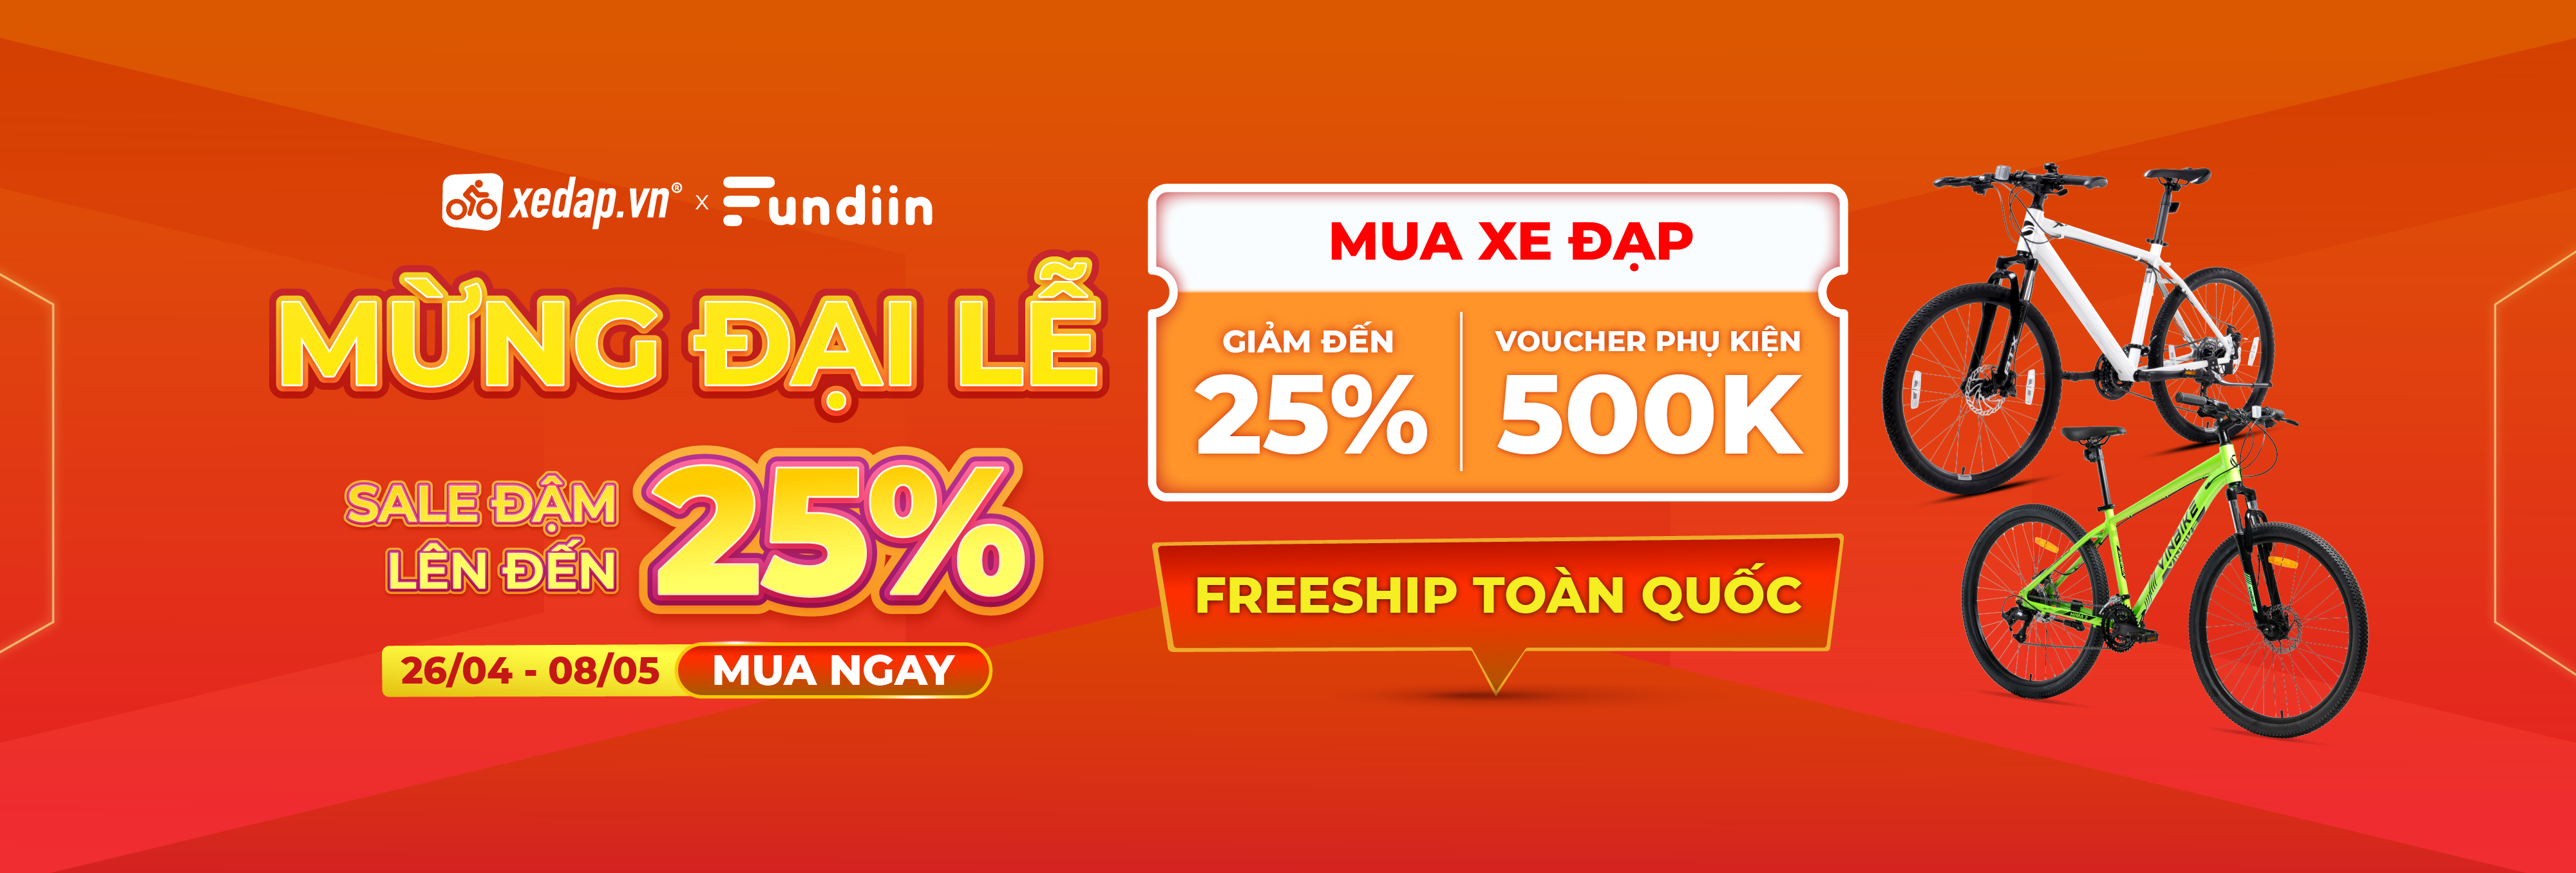 xedap.vn® x Fundiin
MỪNG ĐẠI LỄ
SALE ĐẬM
LÊN ĐẾN
25%
26/04 - 08/05
MUA NGAY
MUA XE ĐẠP
GIẢM ĐẾN
25%
VOUCHER PHỤ KIỆN
500K
FREESHIP TOÀN QUỐC
VINBIKE